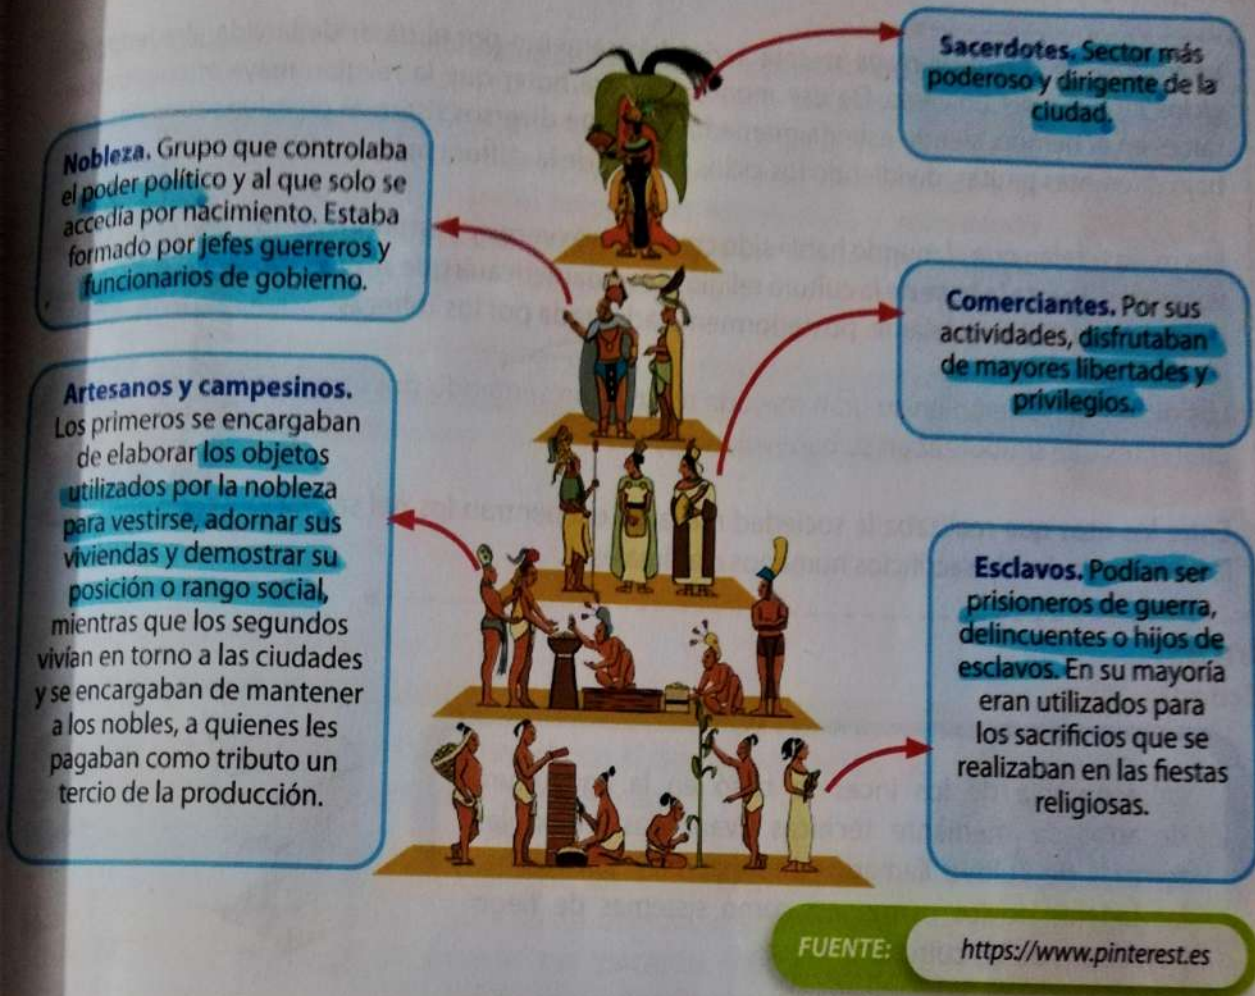 Sacerdotes. Sector más
poderoso y dirigente de la
ciudad.
Nobleza. Grupo que controlaba
el poder político y al que solo se
accedía por nacimiento. Estaba
formado por jefes guerreros y
funcionarios de gobierno.
Comerciantes. Por sus
actividades, disfrutaban
de mayores libertades y
privilegios.
Artesanos y campesinos.
Los primeros se encargaban
de elaborar los objetos
utilizados por la nobleza
para vestirse, adornar sus
viviendas y demostrar su
posición o rango social,
mientras que los segundos
vivían en torno a las ciudades
y se encargaban de mantener
a los nobles, a quienes les
pagaban como tributo un
tercio de la producción.
Esclavos. Podían ser
prisioneros de guerra,
delincuentes o hijos de
esclavos. En su mayoría
eran utilizados para
los sacrificios que se
realizaban en las fiestas
religiosas.
FUENTE: https://www.pinterest.es